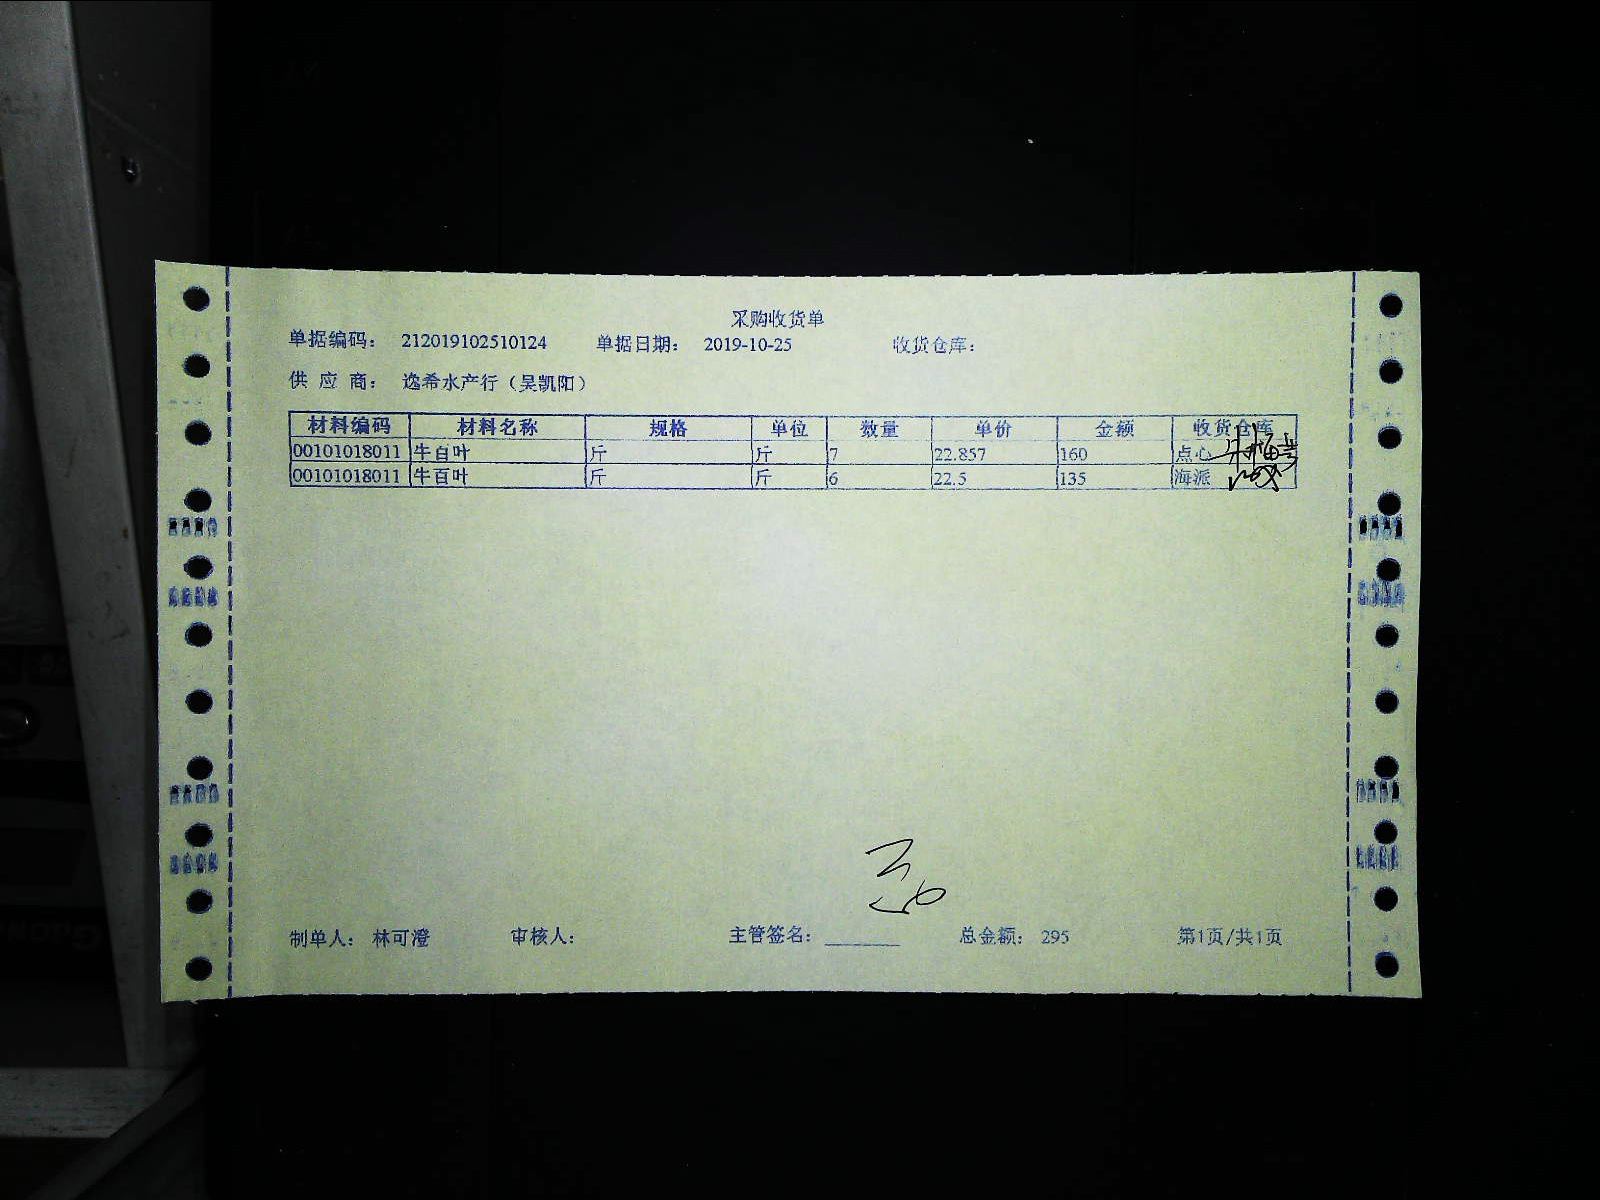 采购收货单
单据编码: 212019102510124 单据日期: 2019-10-25 收货仓库:
供应商: 逸希水产行（吴凯阳）
材料编码 材料名称 规格 单位 数量 单价 金额 收货仓库
00101018011 牛百叶 斤 斤 7 22.857 160 点心
00101018011 牛百叶 斤 斤 6 22.5 135 海派
制单人: 林可澄 审核人: 主管签名: ________ 总金额: 295 第1页/共1页